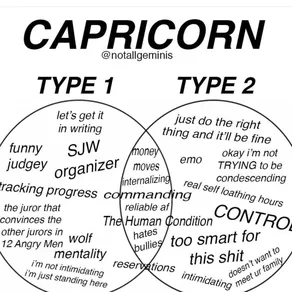 CAPRICORN
@notallgeminis
TYPE 1
TYPE 2
let's get it
in writing
funny
judgey
SJW
organizer
tracking progress
the juror that
convinces the
other jurors in
12 Angry Men
wolf
mentality
i'm not intimidating
i'm just standing here
money
moves
internalizing
commanding
reliable af
The Human Condition
hates
bullies
reservations
just do the right
thing and it'll be fine
emo
okay i'm not
TRYING to be
condescending
real self loathing hours
CONTROL
too smart for
this shit
intimidating
doesn't want to
meet ur family